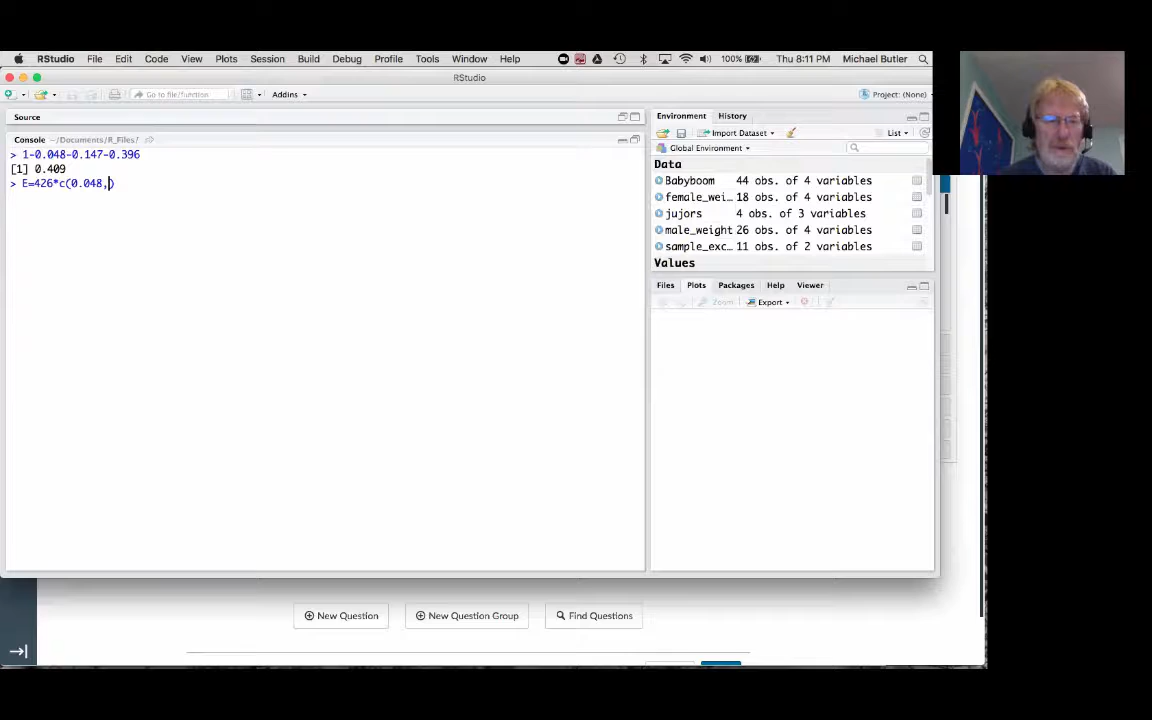 RStudio File Edit Code View Plots Session Build Debug Profile Tools Window Help 100% Thu 8:11 PM Michael Butler
RStudio
Go to file/function Addins Project: (None)
Source
Console ~/Documents/R_Files/
> 1-0.048-0.147-0.396
[1] 0.409
> E=426*c(0.048,)
Environment History
Import Dataset List
Global Environment
Data
Babyboom 44 obs. of 4 variables
female_wei… 18 obs. of 4 variables
jujors 4 obs. of 3 variables
male_weight 26 obs. of 4 variables
sample_exc… 11 obs. of 2 variables
Values
Files Plots Packages Help Viewer
Zoom Export
New Question New Question Group Find Questions